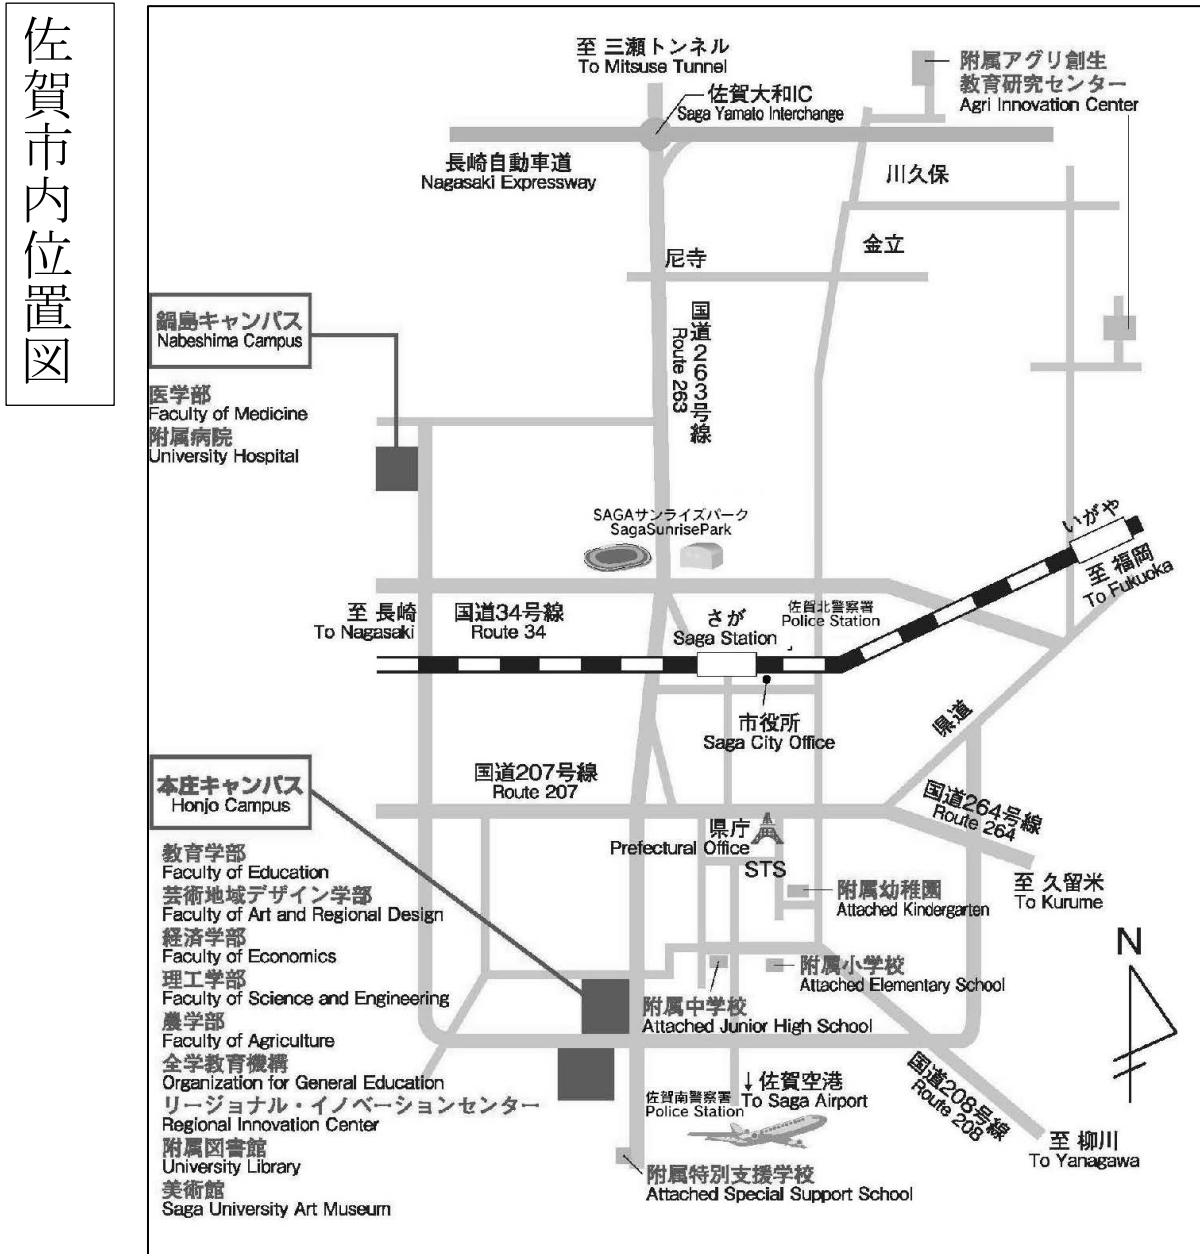 佐賀市内位置図
至 三瀬トンネル
To Mitsuse Tunnel
佐賀大和IC
Saga Yamato Interchange
附属アグリ創生
教育研究センター
Agri Innovation Center
長崎自動車道
Nagasaki Expressway
川久保
金立
尼寺
国道263号線
Route 263
鍋島キャンパス
Nabeshima Campus
医学部
Faculty of Medicine
附属病院
University Hospital
SAGAサンライズパーク
SagaSunrisePark
いがや
至 福岡
To Fukuoka
至 長崎
To Nagasaki
国道34号線
Route 34
さが
Saga Station
佐賀北警察署
Police Station
市役所
Saga City Office
県道
国道207号線
Route 207
国道264号線
Route 264
至 久留米
To Kurume
県庁
Prefectural Office
STS
附属幼稚園
Attached Kindergarten
本庄キャンパス
Honjo Campus
教育学部
Faculty of Education
芸術地域デザイン学部
Faculty of Art and Regional Design
経済学部
Faculty of Economics
理工学部
Faculty of Science and Engineering
農学部
Faculty of Agriculture
全学教育機構
Organization for General Education
リージョナル・イノベーションセンター
Regional Innovation Center
附属図書館
University Library
美術館
Saga University Art Museum
附属小学校
Attached Elementary School
附属中学校
Attached Junior High School
N
↓佐賀空港
To Saga Airport
佐賀南警察署
Police Station
国道208号線
Route 208
至 柳川
To Yanagawa
附属特別支援学校
Attached Special Support School